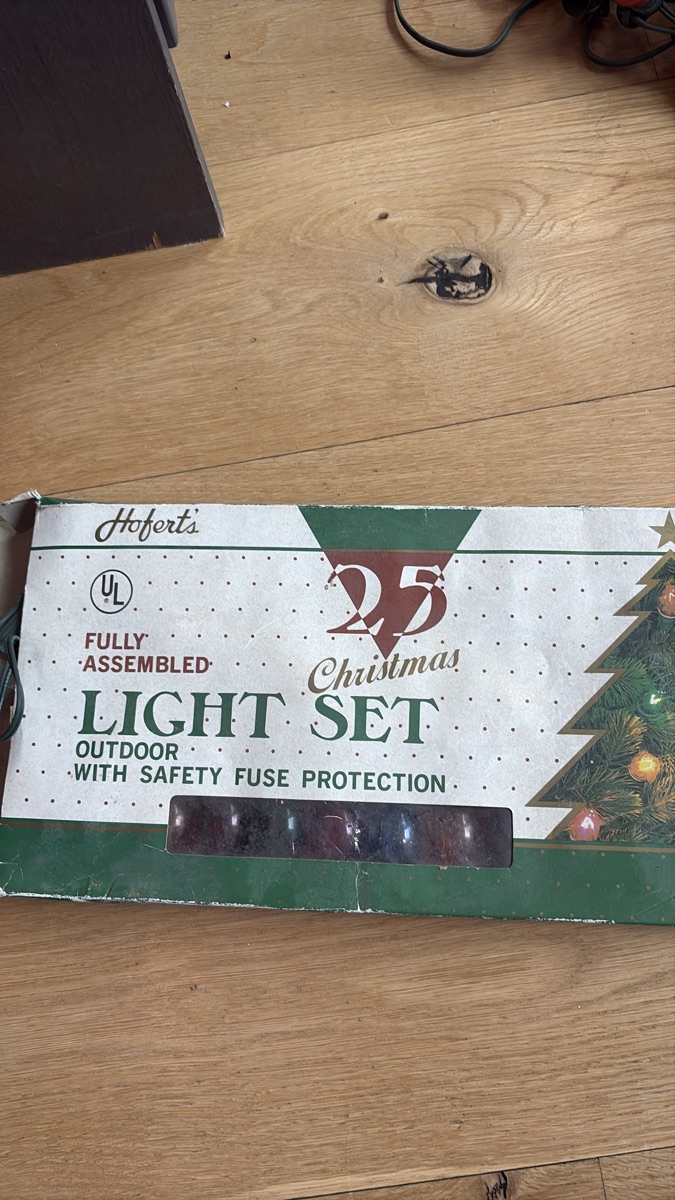 Hofert's
25
UL
®
FULLY
ASSEMBLED
Christmas
LIGHT SET
OUTDOOR
WITH SAFETY FUSE PROTECTION